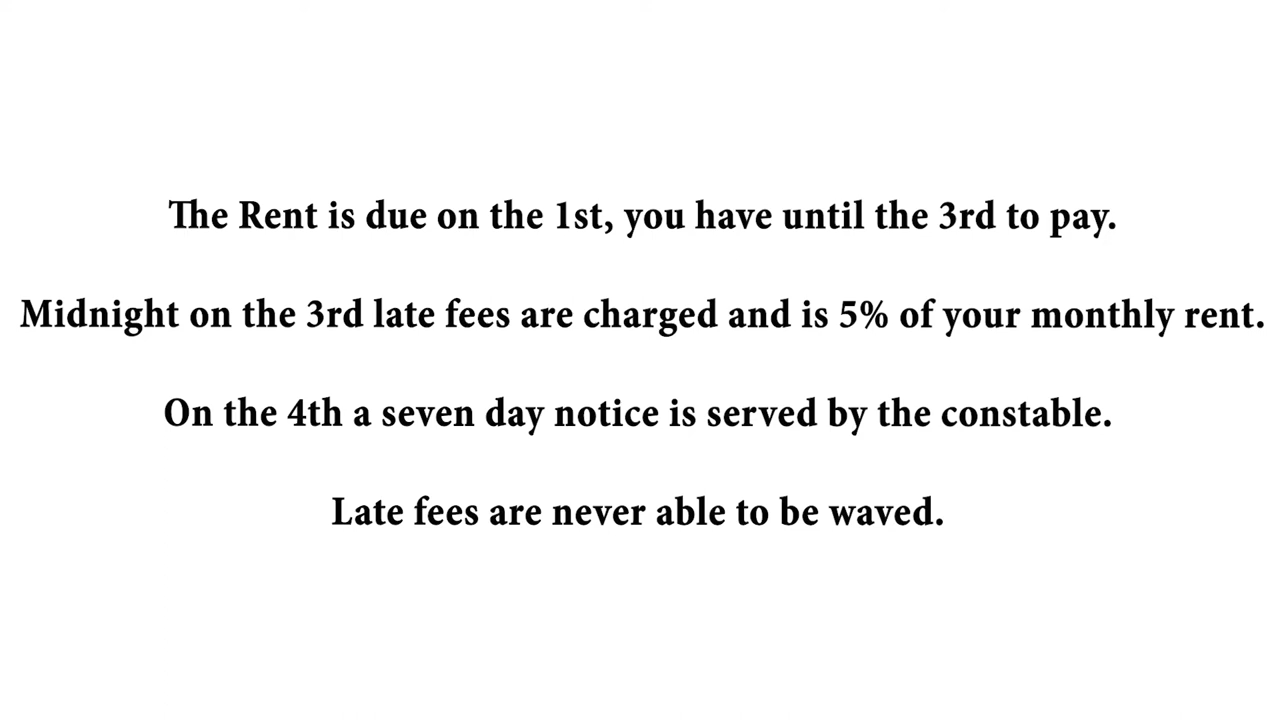 The Rent is due on the 1st, you have until the 3rd to pay.
Midnight on the 3rd late fees are charged and is 5% of your monthly rent.
On the 4th a seven day notice is served by the constable.
Late fees are never able to be waved.